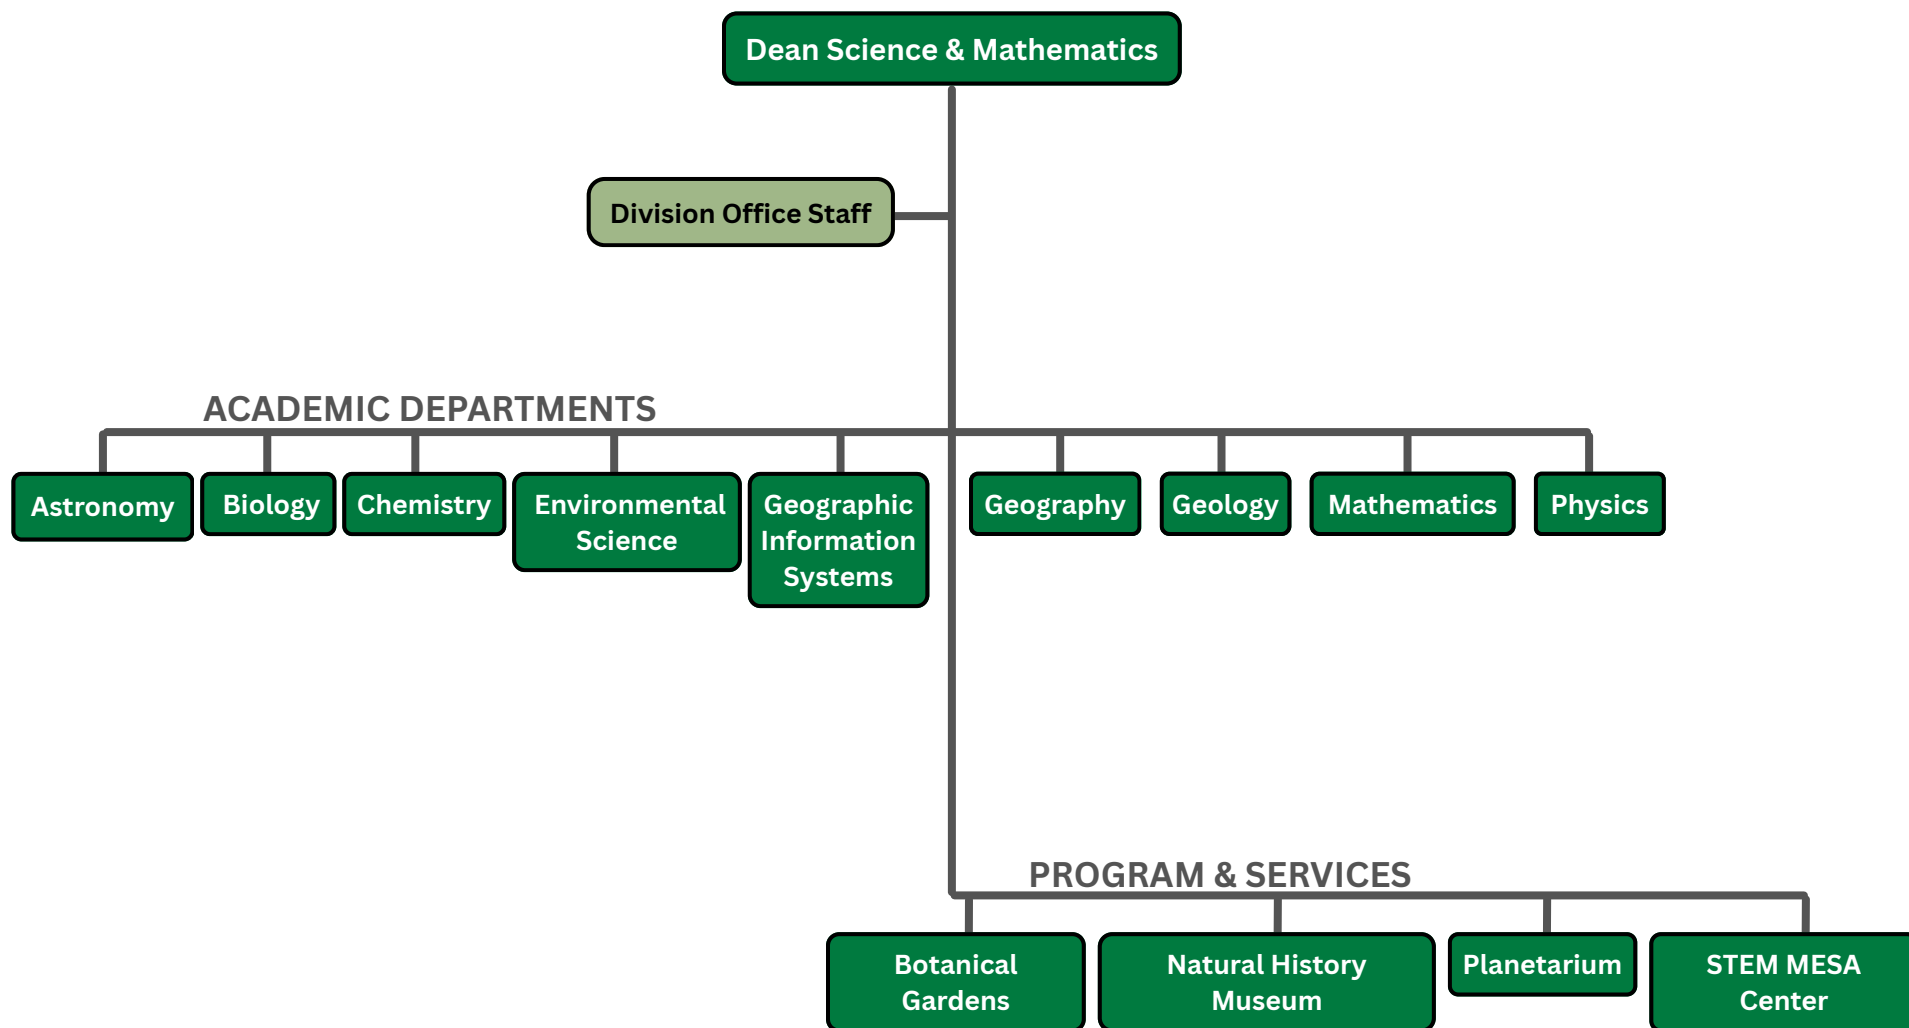 Dean Science & Mathematics
Division Office Staff
ACADEMIC DEPARTMENTS
Astronomy
Biology
Chemistry
Environmental
Science
Geographic
Information
Systems
Geography
Geology
Mathematics
Physics
PROGRAM & SERVICES
Botanical
Gardens
Natural History
Museum
Planetarium
STEM MESA
Center